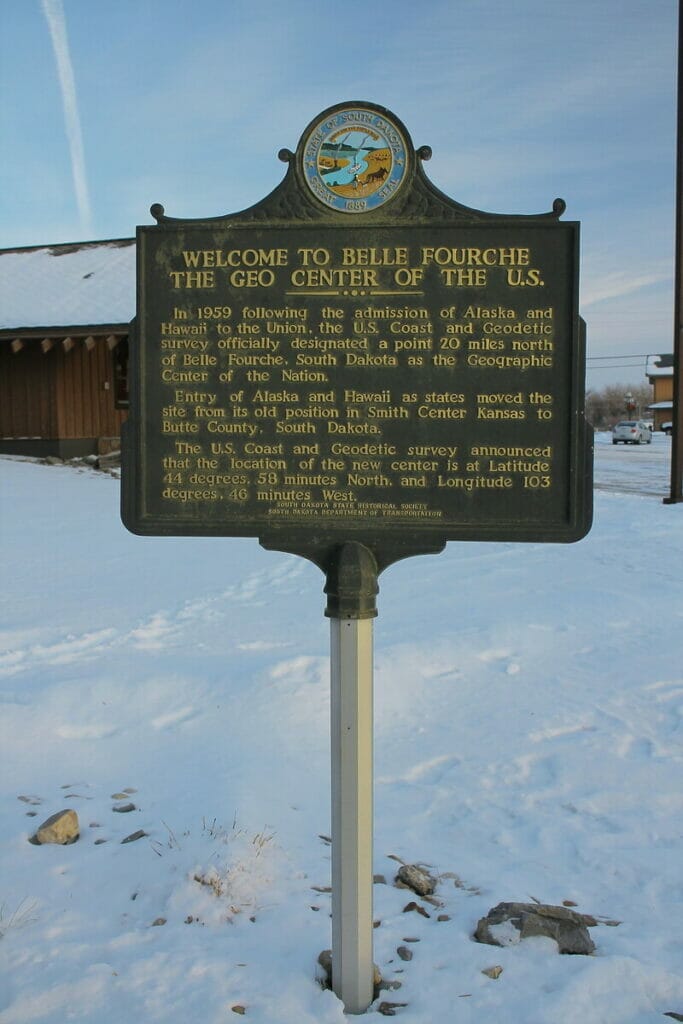 STATE OF SOUTH DAKOTA
GREAT SEAL
1889
WELCOME TO BELLE FOURCHE
THE GEO CENTER OF THE U.S.
In 1959 following the admission of Alaska and
Hawaii to the Union, the U.S. Coast and Geodetic
survey officially designated a point 20 miles north
of Belle Fourche, South Dakota as the Geographic
Center of the Nation.
Entry of Alaska and Hawaii as states moved the
site from its old position in Smith Center Kansas to
Butte County, South Dakota.
The U.S. Coast and Geodetic survey announced
that the location of the new center is at Latitude
44 degrees, 58 minutes North, and Longitude 103
degrees, 46 minutes West.
SOUTH DAKOTA STATE HISTORICAL SOCIETY
SOUTH DAKOTA DEPARTMENT OF TRANSPORTATION